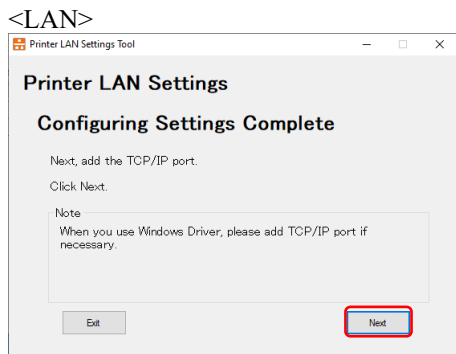 <LAN>
Printer LAN Settings Tool
Printer LAN Settings
Configuring Settings Complete
Next, add the TCP/IP port.
Click Next.
Note
When you use Windows Driver, please add TCP/IP port if
necessary.
Exit
Next